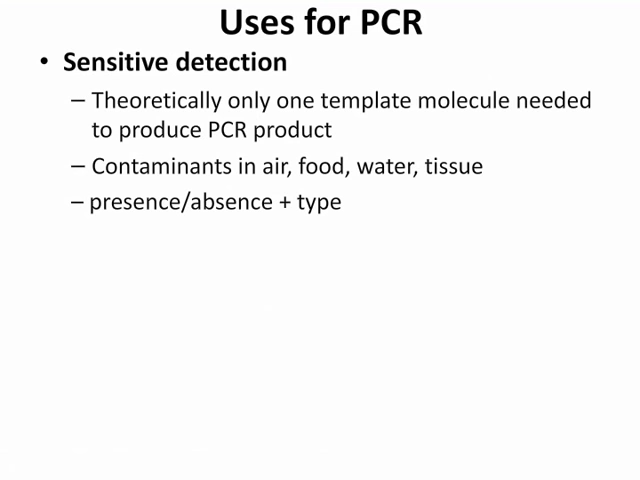 Uses for PCR
• Sensitive detection
– Theoretically only one template molecule needed
to produce PCR product
– Contaminants in air, food, water, tissue
– presence/absence + type